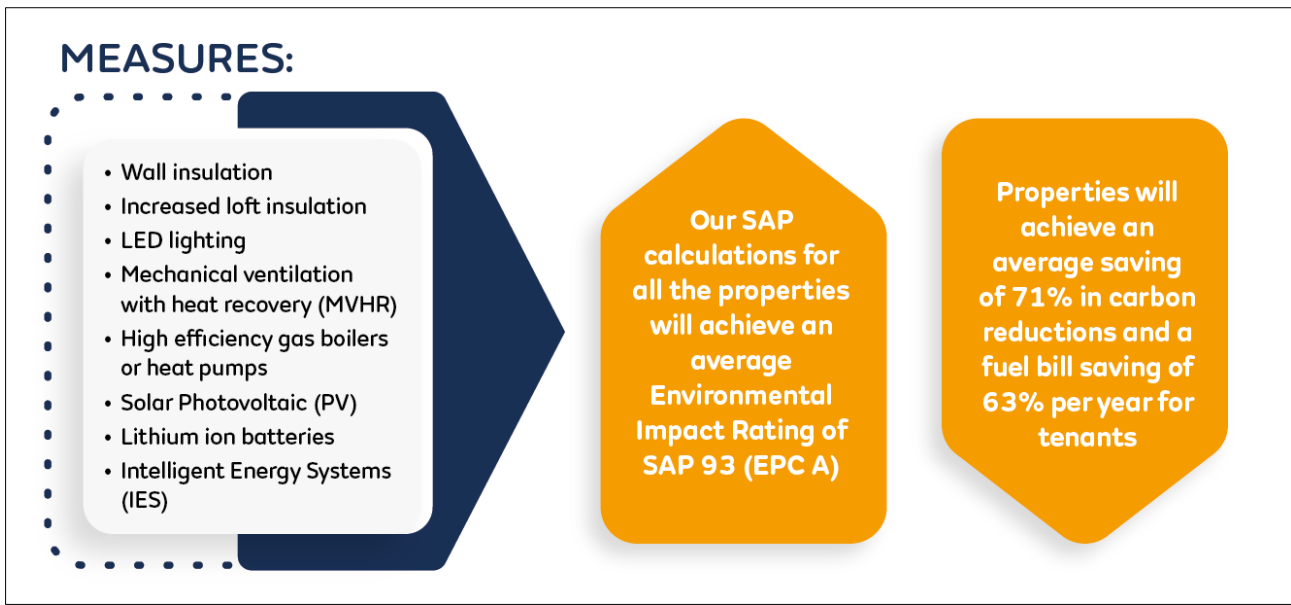 MEASURES:
• Wall insulation
• Increased loft insulation
• LED lighting
• Mechanical ventilation
with heat recovery (MVHR)
• High efficiency gas boilers
or heat pumps
• Solar Photovoltaic (PV)
• Lithium ion batteries
• Intelligent Energy Systems
(IES)
Our SAP
calculations for
all the properties
will achieve an
average
Environmental
Impact Rating of
SAP 93 (EPC A)
Properties will
achieve an
average saving
of 71% in carbon
reductions and a
fuel bill saving of
63% per year for
tenants